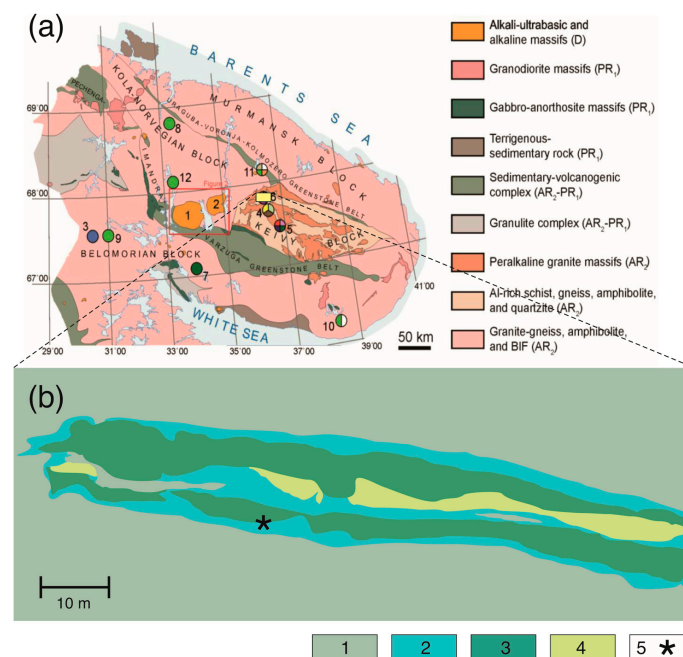 (a)
BARENTS SEA
PECHENGA
KOLA-NORVEGIAN BLOCK
URAGUBA-VORONJA-KOLMOZERO GREENSTONE BELT
MURMANSK BLOCK
69'00
68'00
67'00
IMANDRA
VARZUGA
GREENSTONE BELT
KEIVY
BLOCK
BELOMORIAN BLOCK
WHITE SEA
8
12
11
6
4
5
1
2
3
9
7
10
Figure
29'00
31'00
33'00
35'00
37'00
39'00
41'00
50 km
Alkali-ultrabasic and
alkaline massifs (D)
Granodiorite massifs (PR₁)
Gabbro-anorthosite massifs (PR₁)
Terrigenous-
sedimentary rock (PR₁)
Sedimentary-volcanogenic
complex (AR₂-PR₁)
Granulite complex (AR₂-PR₁)
Peralkaline granite massifs (AR₂)
Al-rich schist, gneiss, amphibolite,
and quartzite (AR₂)
Granite-gneiss, amphibolite,
and BIF (AR₂)
(b)
*
10 m
1
2
3
4
5 *